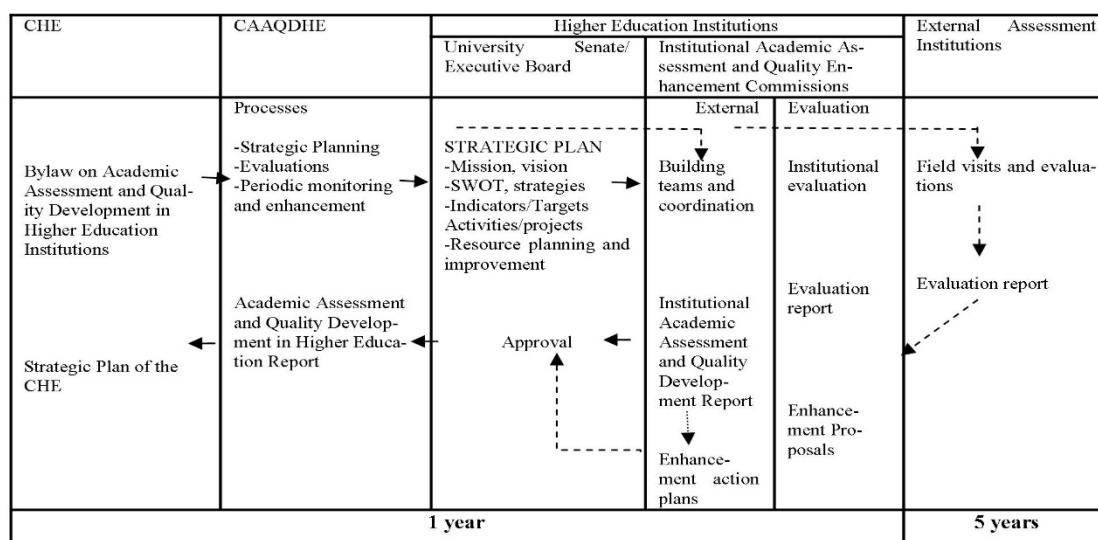 CHE
CAAQDHE
Higher Education Institutions
External Assessment
Institutions
University Senate/
Executive Board
Institutional Academic As-
sessment and Quality En-
hancement Commissions
Bylaw on Academic
Assessment and Qua-
lity Development in
Higher Education
Institutions
Strategic Plan of the
CHE
Processes
-Strategic Planning
-Evaluations
-Periodic monitoring
and enhancement
Academic Assessment
and Quality Develop-
ment in Higher Educa-
tion Report
STRATEGIC PLAN
-Mission, vision
-SWOT, strategies
-Indicators/Targets
Activities/projects
-Resource planning and
improvement
Approval
External
Building
teams and
coordination
Institutional
Academic
Assessment
and Quality
Develop-
ment Report
Enhance-
ment action
plans
Evaluation
Institutional
evaluation
Evaluation
report
Enhance-
ment Pro-
posals
Field visits and evalua-
tions
Evaluation report
1 year
5 years